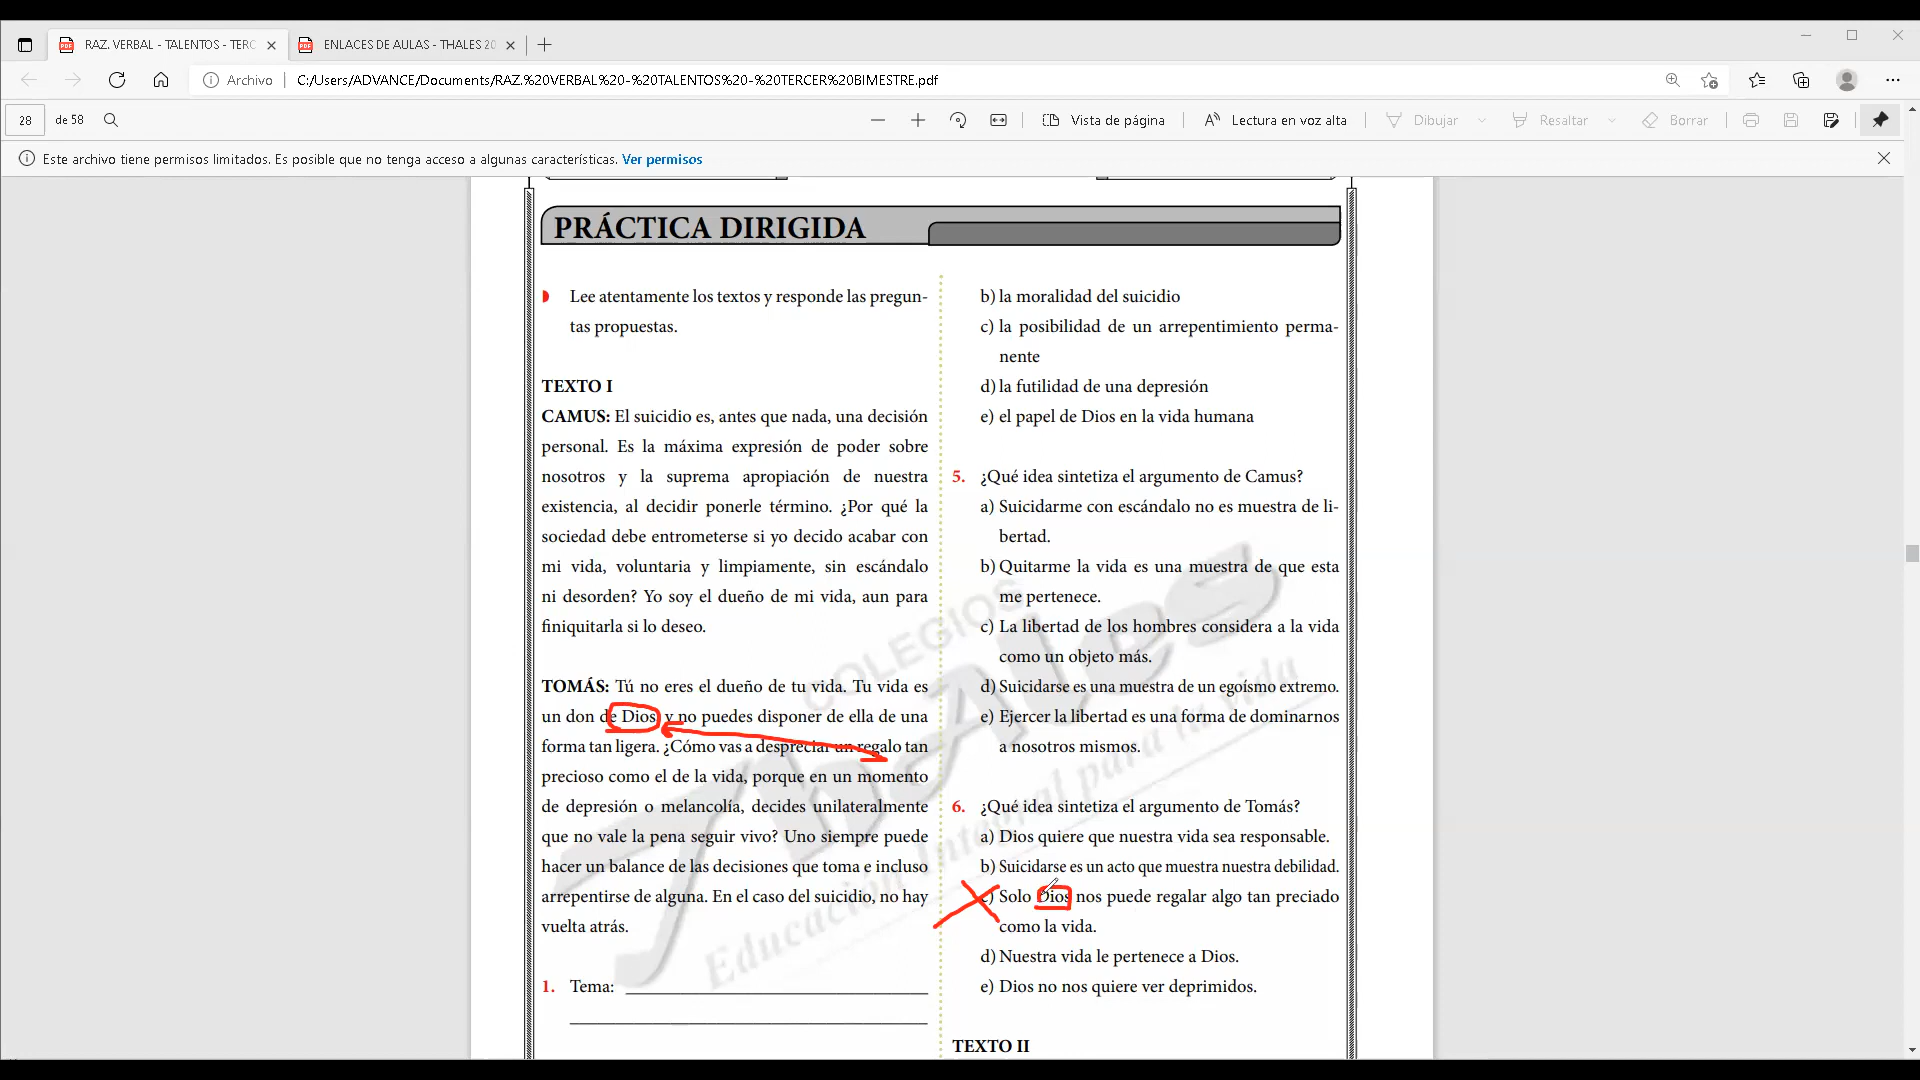 RAZ. VERBAL - TALENTOS - TERC
ENLACES DE AULAS - THALES 20
Archivo
C:/Users/ADVANCE/Documents/RAZ.%20VERBAL%20-%20TALENTOS%20-%20TERCER%20BIMESTRE.pdf
28 de 58
Vista de página
Lectura en voz alta
Dibujar
Resaltar
Borrar
Este archivo tiene permisos limitados. Es posible que no tenga acceso a algunas características. Ver permisos
PRÁCTICA DIRIGIDA
Lee atentamente los textos y responde las pregun-
tas propuestas.
TEXTO I
CAMUS: El suicidio es, antes que nada, una decisión
personal. Es la máxima expresión de poder sobre
nosotros y la suprema apropiación de nuestra
existencia, al decidir ponerle término. ¿Por qué la
sociedad debe entrometerse si yo decido acabar con
mi vida, voluntaria y limpiamente, sin escándalo
ni desorden? Yo soy el dueño de mi vida, aun para
finiquitarla si lo deseo.
TOMÁS: Tú no eres el dueño de tu vida. Tu vida es
un don de Dios y no puedes disponer de ella de una
forma tan ligera. ¿Cómo vas a despreciar un regalo tan
precioso como el de la vida, porque en un momento
de depresión o melancolía, decides unilateralmente
que no vale la pena seguir vivo? Uno siempre puede
hacer un balance de las decisiones que toma e incluso
arrepentirse de alguna. En el caso del suicidio, no hay
vuelta atrás.
1. Tema:
b) la moralidad del suicidio
c) la posibilidad de un arrepentimiento perma-
nente
d) la futilidad de una depresión
e) el papel de Dios en la vida humana
5. ¿Qué idea sintetiza el argumento de Camus?
a) Suicidarme con escándalo no es muestra de li-
bertad.
b) Quitarme la vida es una muestra de que esta
me pertenece.
c) La libertad de los hombres considera a la vida
como un objeto más.
d) Suicidarse es una muestra de un egoísmo extremo.
e) Ejercer la libertad es una forma de dominarnos
a nosotros mismos.
6. ¿Qué idea sintetiza el argumento de Tomás?
a) Dios quiere que nuestra vida sea responsable.
b) Suicidarse es un acto que muestra nuestra debilidad.
c) Solo Dios nos puede regalar algo tan preciado
como la vida.
d) Nuestra vida le pertenece a Dios.
e) Dios no nos quiere ver deprimidos.
TEXTO II
COLEGIOS
Thales
Educación Integral para la vida